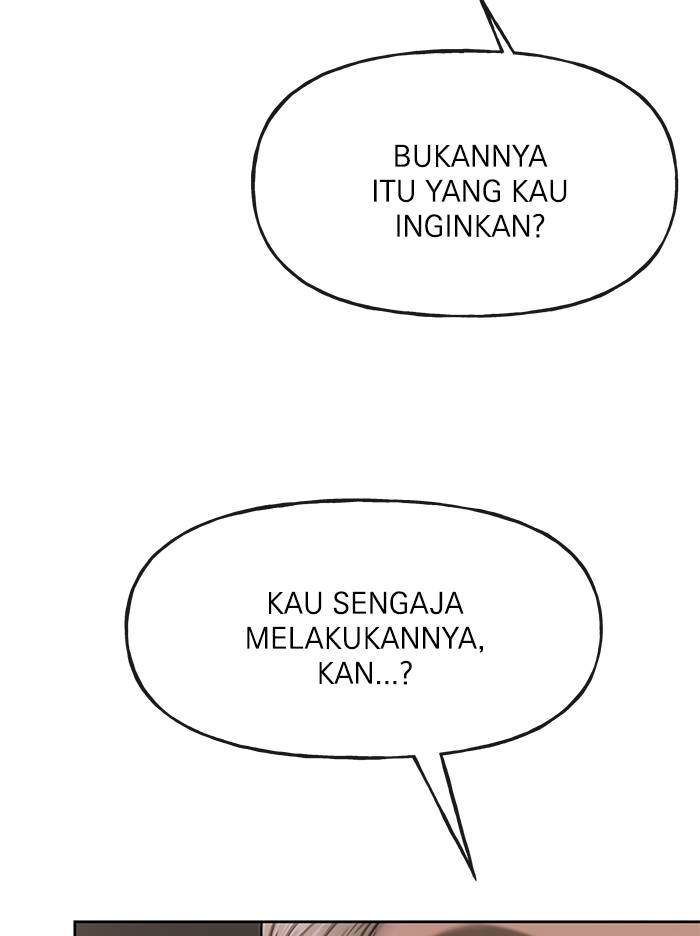 BUKANNYA
ITU YANG KAU
INGINKAN?
KAU SENGAJA
MELAKUKANNYA,
KAN...?